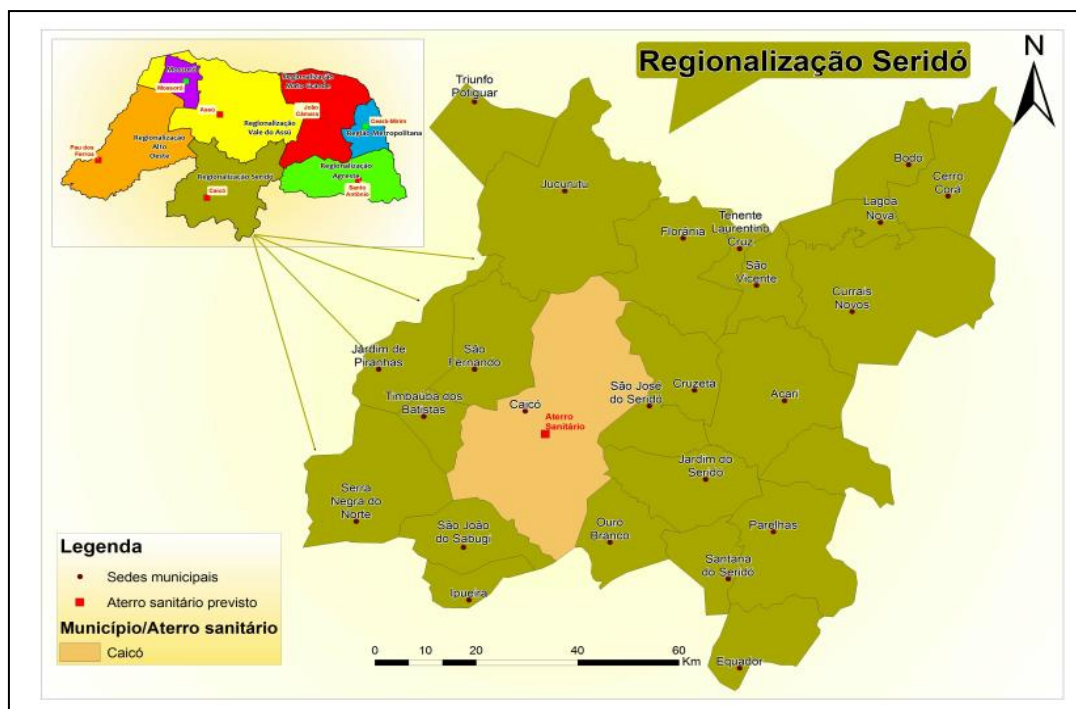 Regionalização Seridó
N
Mossoró
Mossoró
Regionalização
Mato Grande
Assú
João
Câmara
Ceará-Mirim
Regionalização
Vale do Assú
Região Metropolitana
Regionalização
Alto
Oeste
Pau dos
Ferros
Regionalização
Agreste
Regionalização Seridó
Caicó
Santo
Antônio
Triunfo
Potiguar
Jucurutu
Bodó
Cerro
Corá
Lagoa
Nova
Florânia
Tenente
Laurentino
Cruz
São
Vicente
Currais
Novos
Jardim de
Piranhas
São
Fernando
Timbaúba dos
Batistas
Caicó
Aterro
Sanitário
São José
do Seridó
Cruzeta
Acari
Serra
Negra do
Norte
São João
do Sabugi
Ipueira
Ouro
Branco
Jardim do
Seridó
Parelhas
Santana
do Seridó
Equador
Legenda
Sedes municipais
Aterro sanitário previsto
Município/Aterro sanitário
Caicó
0 10 20 40 60
Km